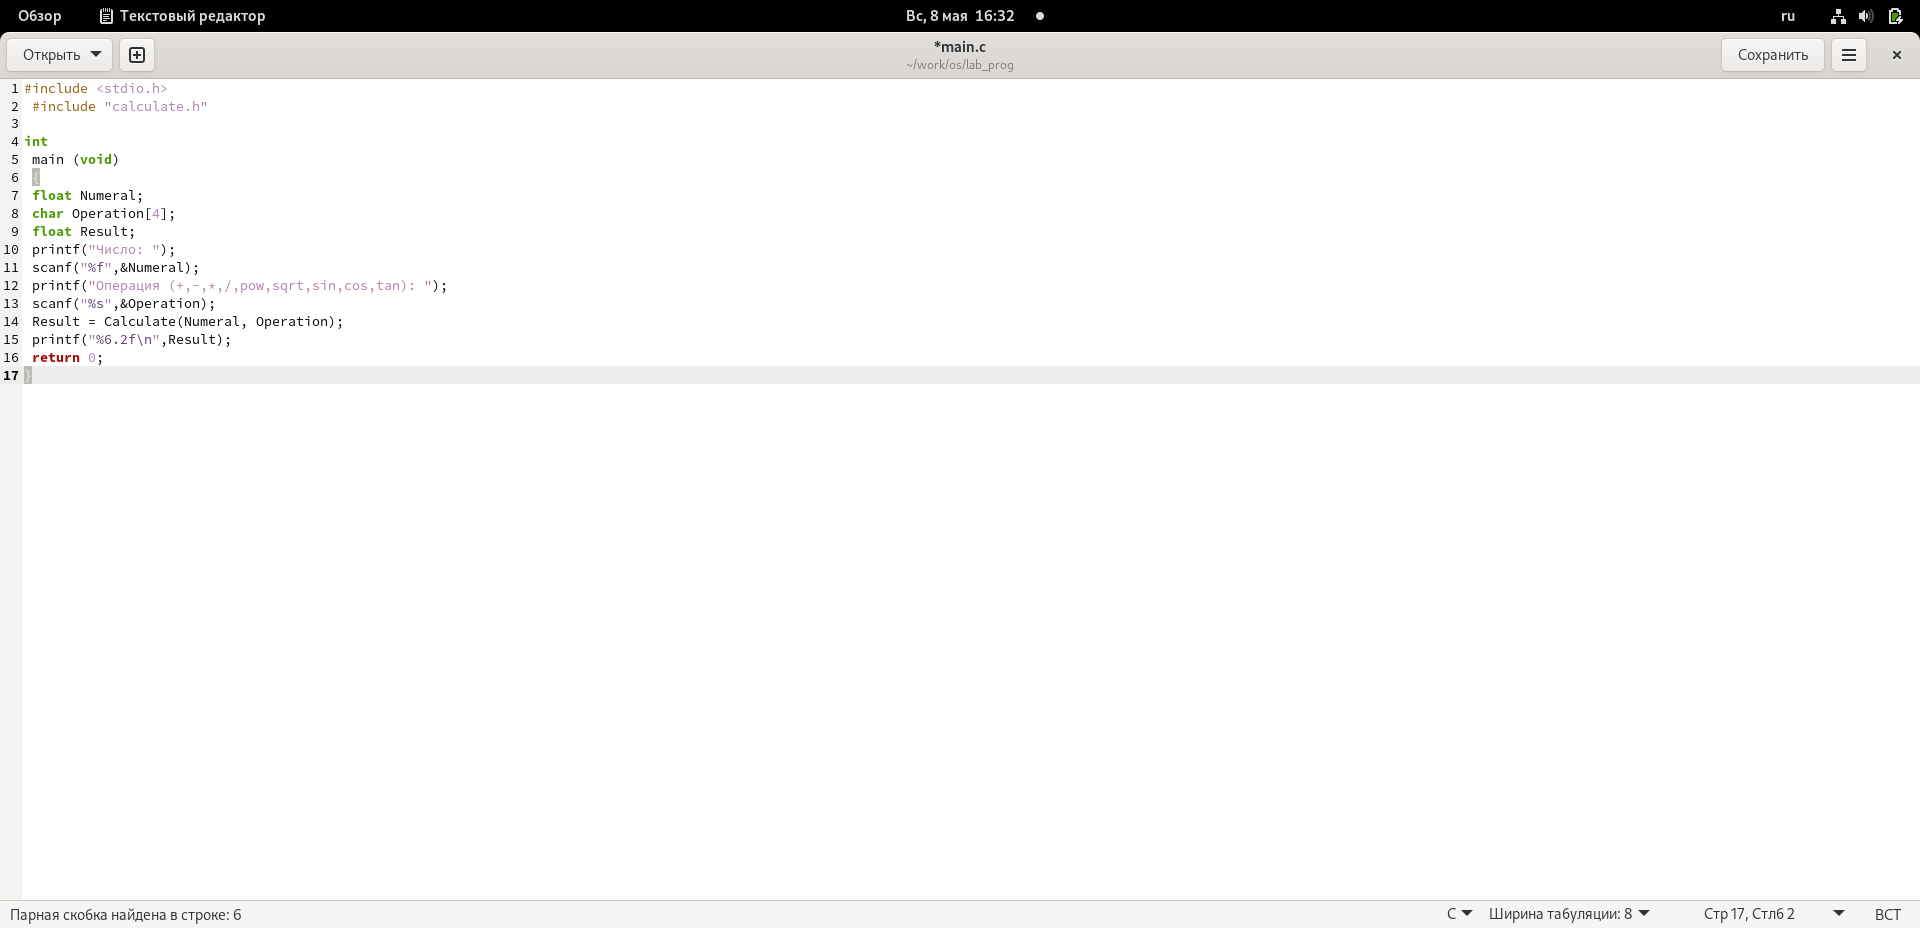 Обзор Текстовый редактор Вс, 8 мая 16:32 ru
Открыть *main.c Сохранить
~/work/os/lab_prog
1 #include <stdio.h>
2  #include "calculate.h"
3
4 int
5  main (void)
6  {
7  float Numeral;
8  char Operation[4];
9  float Result;
10  printf("Число: ");
11  scanf("%f",&Numeral);
12  printf("Операция (+,-,*,/,pow,sqrt,sin,cos,tan): ");
13  scanf("%s",&Operation);
14  Result = Calculate(Numeral, Operation);
15  printf("%6.2f\n",Result);
16  return 0;
17 }
Парная скобка найдена в строке: 6 C Ширина табуляции: 8 Стр 17, Стлб 2 ВСТ